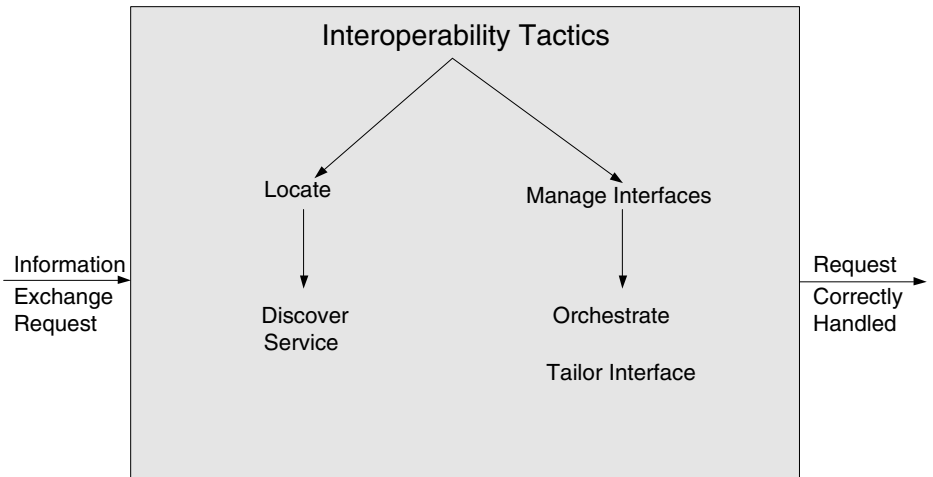 Interoperability Tactics
Locate
Manage Interfaces
Information
Exchange
Request
Discover
Service
Orchestrate
Tailor Interface
Request
Correctly
Handled